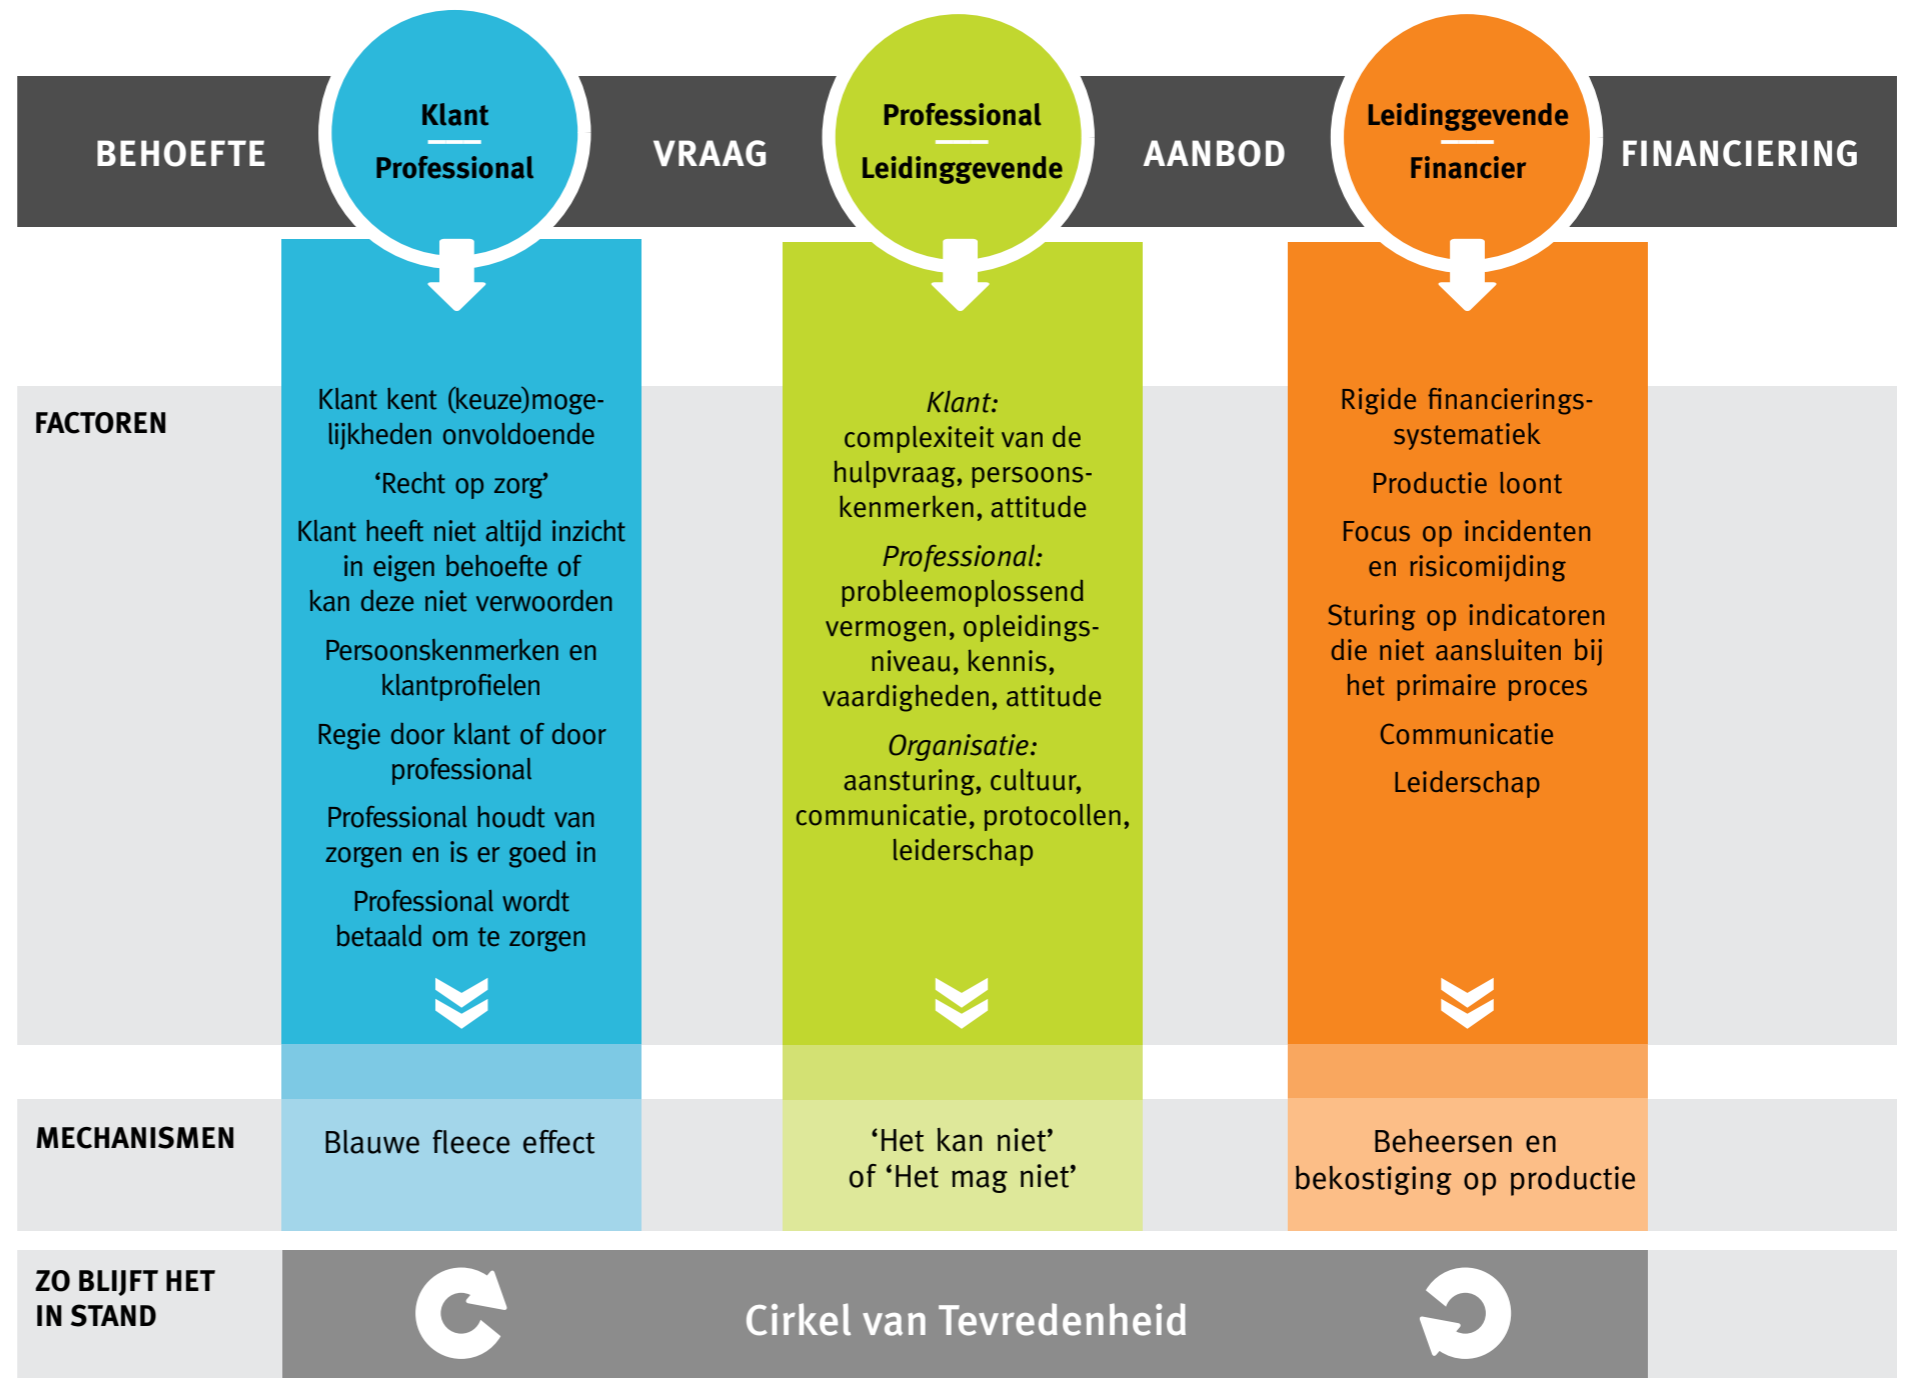 BEHOEFTE
Klant
Professional
VRAAG
Professional
Leidinggevende
AANBOD
Leidinggevende
Financier
FINANCIERING
FACTOREN
Klant kent (keuze)moge-
lijkheden onvoldoende
‘Recht op zorg’
Klant heeft niet altijd inzicht
in eigen behoefte of
kan deze niet verwoorden
Persoonskenmerken en
klantprofielen
Regie door klant of door
professional
Professional houdt van
zorgen en is er goed in
Professional wordt
betaald om te zorgen
Klant:
complexiteit van de
hulpvraag, persoons-
kenmerken, attitude
Professional:
probleemoplossend
vermogen, opleidings-
niveau, kennis,
vaardigheden, attitude
Organisatie:
aansturing, cultuur,
communicatie, protocollen,
leiderschap
Rigide financierings-
systematiek
Productie loont
Focus op incidenten
en risicomijding
Sturing op indicatoren
die niet aansluiten bij
het primaire proces
Communicatie
Leiderschap
MECHANISMEN
Blauwe fleece effect
‘Het kan niet’
of ‘Het mag niet’
Beheersen en
bekostiging op productie
ZO BLIJFT HET
IN STAND
Cirkel van Tevredenheid